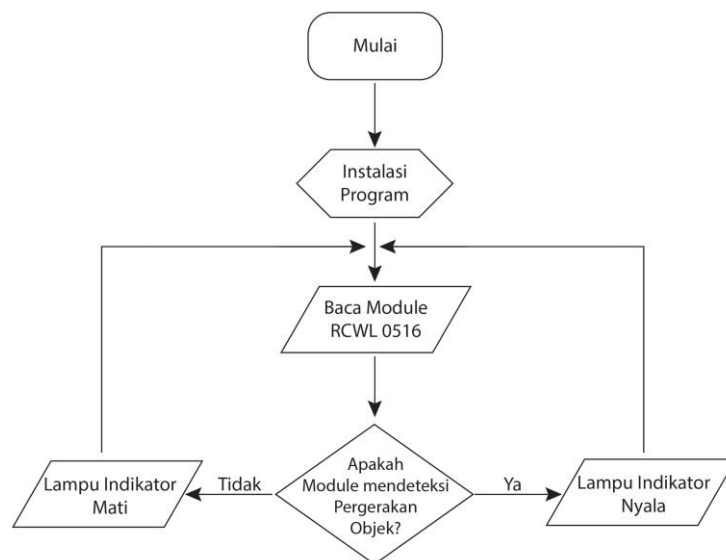 Mulai
Instalasi
Program
Baca Module
RCWL 0516
Apakah
Module mendeteksi
Pergerakan
Objek?
Tidak
Ya
Lampu Indikator
Mati
Lampu Indikator
Nyala